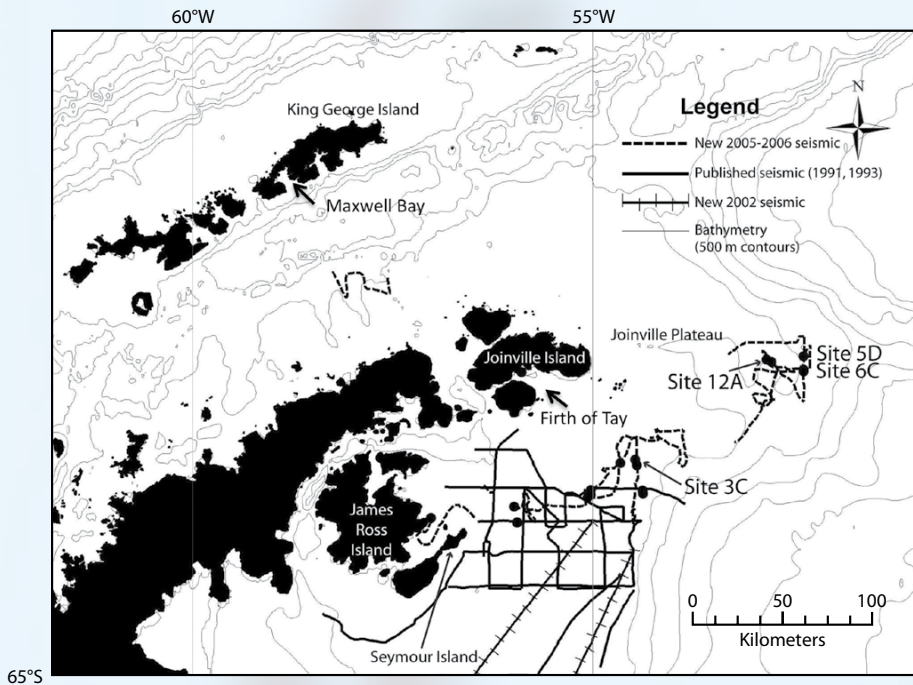 60°W
55°W
King George Island
N
Legend
New 2005-2006 seismic
Published seismic (1991, 1993)
New 2002 seismic
Bathymetry
(500 m contours)
Maxwell Bay
Joinville Plateau
Joinville Island
Site 5D
Site 6C
Site 12A
Firth of Tay
Site 3C
James
Ross
Island
0 50 100
Kilometers
Seymour Island
65°S